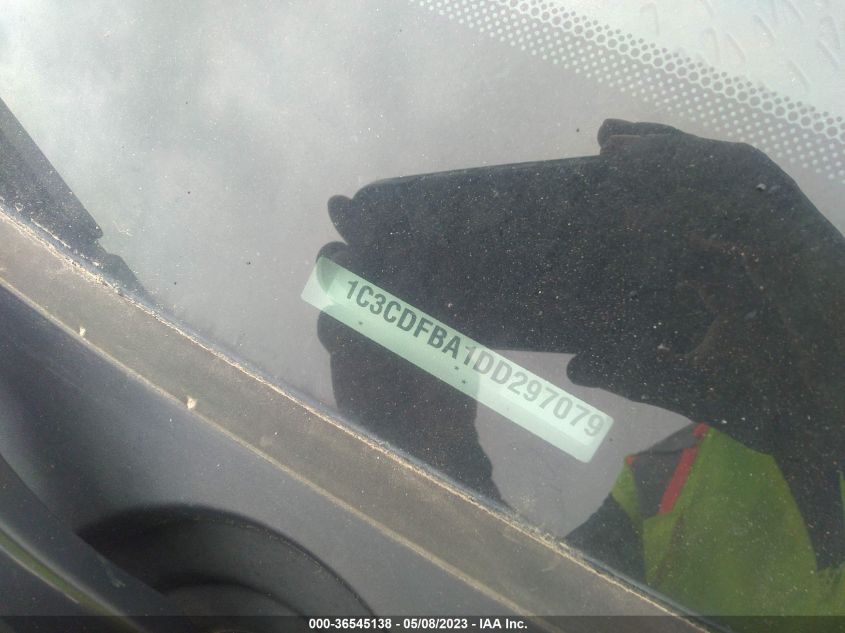 1C3CDFBA1DD297079
000-36545138 - 05/08/2023 - IAA Inc.